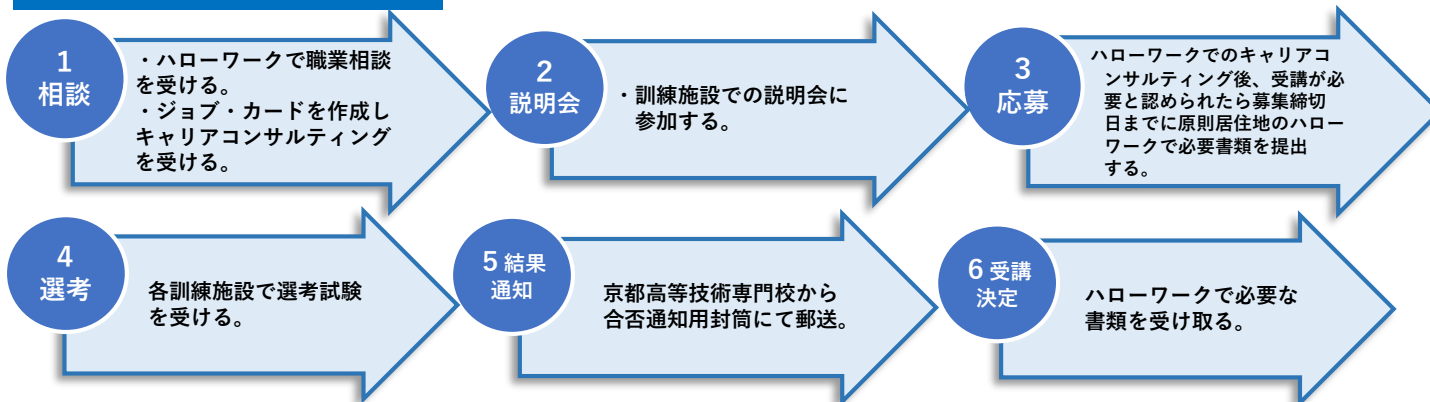 1
相談
・ハローワークで職業相談
を受ける。
・ジョブ・カードを作成し
キャリアコンサルティング
を受ける。
2
説明会
・訓練施設での説明会に
参加する。
3
応募
ハローワークでのキャリアコ
ンサルティング後、受講が必
要と認められたら募集締切
日までに原則居住地のハロー
ワークで必要書類を提出
する。
4
選考
各訓練施設で選考試験
を受ける。
5 結果
通知
京都高等技術専門校から
合否通知用封筒にて郵送。
6 受講
決定
ハローワークで必要な
書類を受け取る。